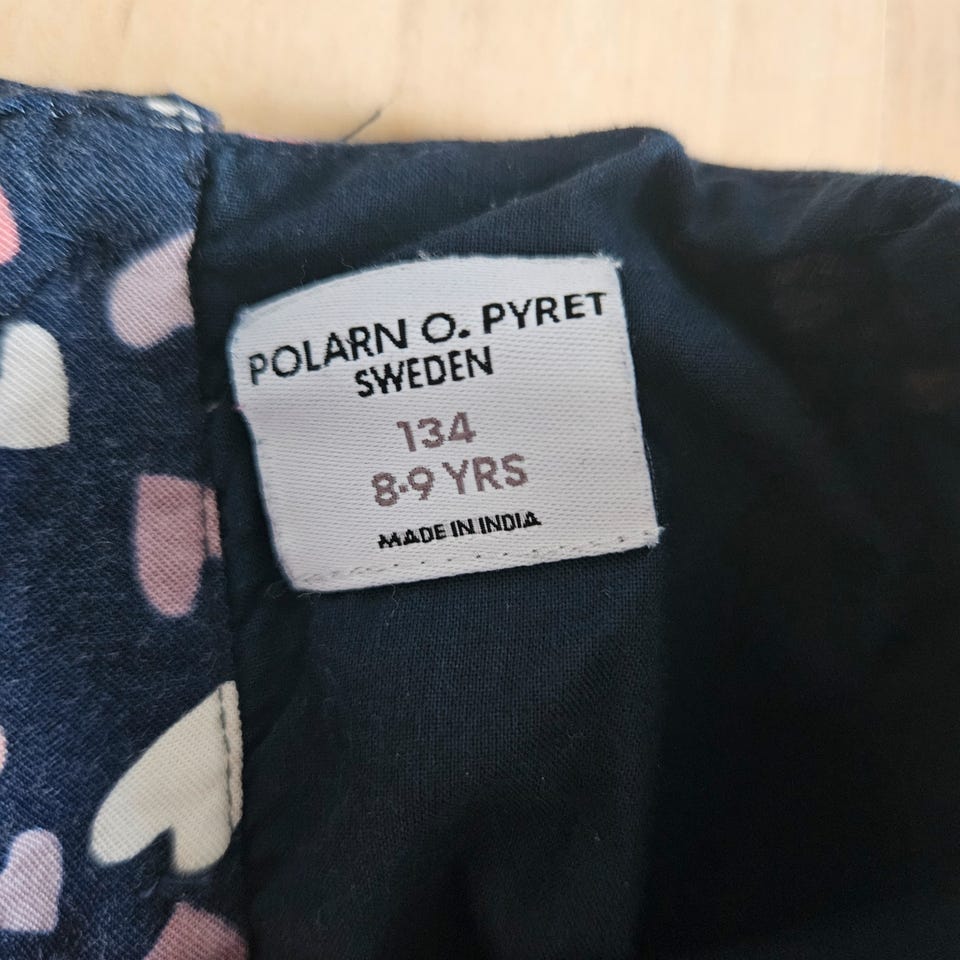 POLARN O. PYRET
SWEDEN
134
8-9 YRS
MADE IN INDIA